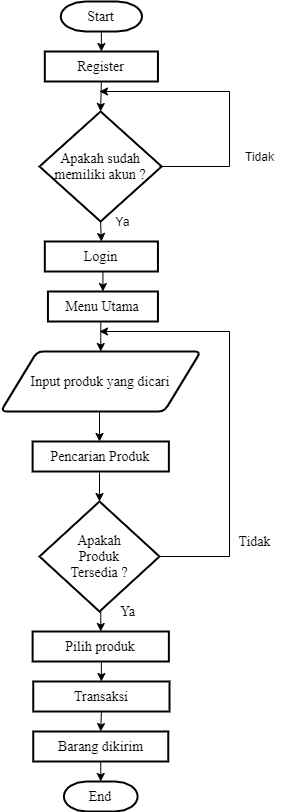 Start
Register
Apakah sudah
memiliki akun ?
Tidak
Ya
Login
Menu Utama
Input produk yang dicari
Pencarian Produk
Apakah
Produk
Tersedia ?
Tidak
Ya
Pilih produk
Transaksi
Barang dikirim
End